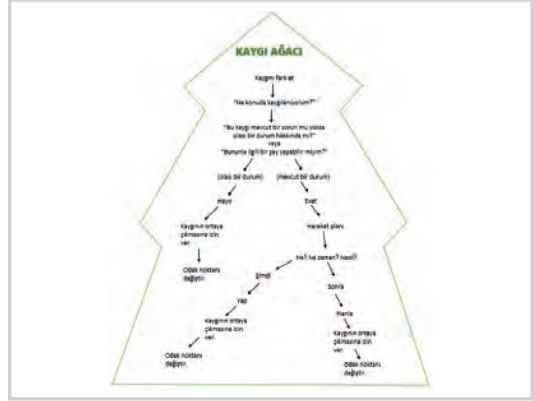 KAYGI AĞACI
Kaygını fark et
"Ne konuda kaygılanıyorum?"
"Bu kaygı mevcut bir sorun mu yoksa
olası bir durum hakkında mı?"
veya
"Bununla ilgili bir şey yapabilir miyim?"
(olası bir durum)
(mevcut bir durum)
Hayır
Evet
Kaygının ortaya
çıkmasına izin
ver.
Hareket planı
Odak noktanı
değiştir.
Ne? Ne zaman? Nasıl?
Şimdi
Sonra
Yap
Planla
Kaygının ortaya
çıkmasına izin
ver.
Kaygının ortaya
çıkmasına izin
ver.
Odak noktanı
değiştir.
Odak noktanı
değiştir.